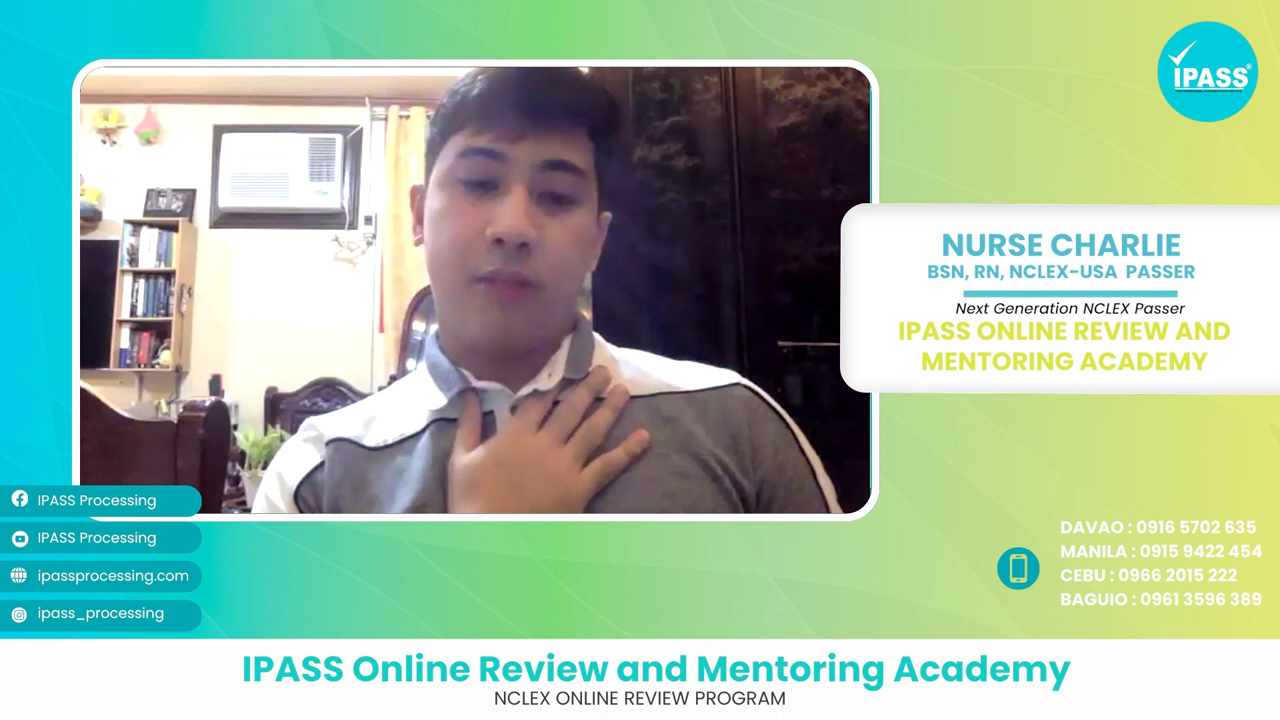 IPASS®
NURSE CHARLIE
BSN, RN, NCLEX-USA PASSER
Next Generation NCLEX Passer
IPASS ONLINE REVIEW AND
MENTORING ACADEMY
IPASS Processing
IPASS Processing
ipassprocessing.com
ipass_processing
DAVAO : 0916 5702 635
MANILA : 0915 9422 454
CEBU : 0966 2015 222
BAGUIO : 0961 3596 389
IPASS Online Review and Mentoring Academy
NCLEX ONLINE REVIEW PROGRAM